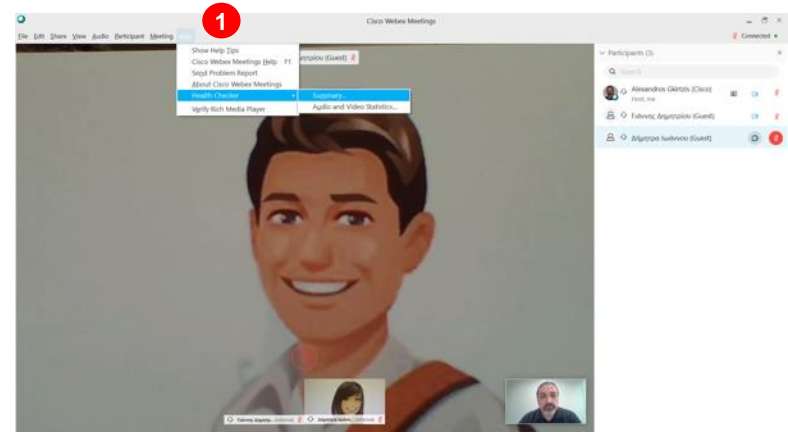 1
Cisco Webex Meetings
File Edit Share View Audio Participant Meeting
Connected
Show Help Tips
Cisco Webex Meetings Help F1
Send Problem Report
About Cisco Webex Meetings
Health Checker
Verify Rich Media Player
Summary...
Audio and Video Statistics...
(Guest)
Participants (3)
Search
Alexandros Gkirtzis (Cisco)
Host, me
Γιάννης Δημητρίου (Guest)
Δήμητρα Ιωάννου (Guest)